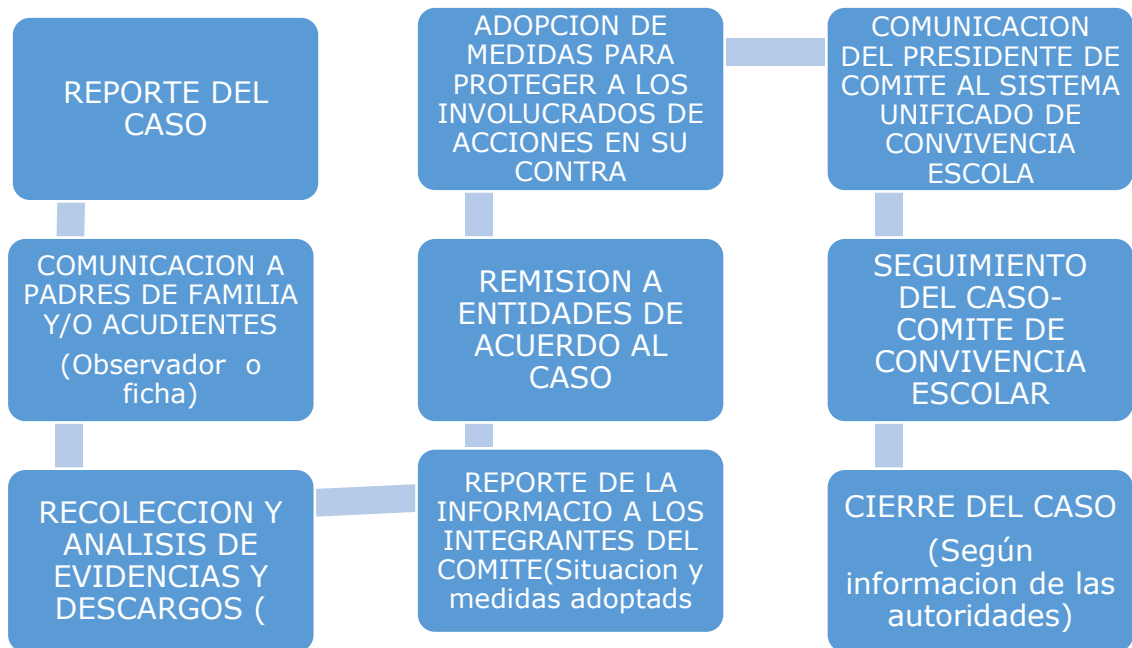 REPORTE DEL
CASO
COMUNICACION A
PADRES DE FAMILIA
Y/O ACUDIENTES
(Observador o
ficha)
RECOLECCION Y
ANALISIS DE
EVIDENCIAS Y
DESCARGOS (
REPORTE DE LA
INFORMACIO A LOS
INTEGRANTES DEL
COMITE(Situacion y
medidas adoptads
REMISION A
ENTIDADES DE
ACUERDO AL
CASO
ADOPCION DE
MEDIDAS PARA
PROTEGER A LOS
INVOLUCRADOS DE
ACCIONES EN SU
CONTRA
COMUNICACION
DEL PRESIDENTE DE
COMITE AL SISTEMA
UNIFICADO DE
CONVIVENCIA
ESCOLA
SEGUIMIENTO
DEL CASO-
COMITE DE
CONVIVENCIA
ESCOLAR
CIERRE DEL CASO
(Según
informacion de las
autoridades)